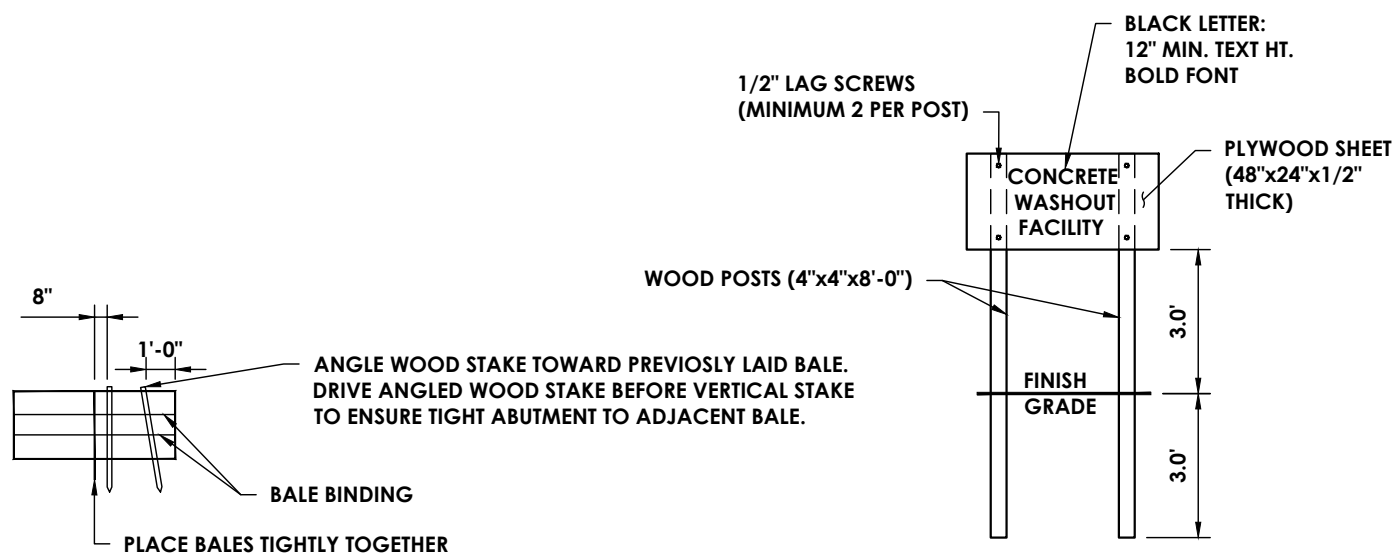 BLACK LETTER:
12" MIN. TEXT HT.
BOLD FONT
1/2" LAG SCREWS
(MINIMUM 2 PER POST)
PLYWOOD SHEET
(48"x24"x1/2"
THICK)
CONCRETE
WASHOUT
FACILITY
WOOD POSTS (4"x4"x8'-0")
3.0'
FINISH
GRADE
3.0'
8"
1'-0"
ANGLE WOOD STAKE TOWARD PREVIOSLY LAID BALE.
DRIVE ANGLED WOOD STAKE BEFORE VERTICAL STAKE
TO ENSURE TIGHT ABUTMENT TO ADJACENT BALE.
BALE BINDING
PLACE BALES TIGHTLY TOGETHER